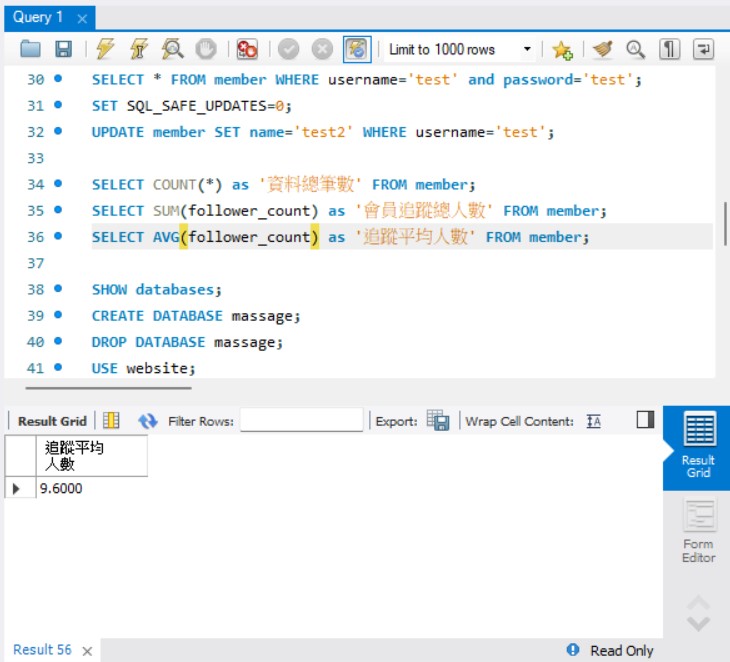 Query 1
Limit to 1000 rows
30 SELECT * FROM member WHERE username='test' and password='test';
31 SET SQL_SAFE_UPDATES=0;
32 UPDATE member SET name='test2' WHERE username='test';
33
34 SELECT COUNT(*) as '資料總筆數' FROM member;
35 SELECT SUM(follower_count) as '會員追蹤總人數' FROM member;
36 SELECT AVG(follower_count) as '追蹤平均人數' FROM member;
37
38 SHOW databases;
39 CREATE DATABASE massage;
40 DROP DATABASE massage;
41 USE website;
Result Grid Filter Rows: Export: Wrap Cell Content:
追蹤平均
人數
9.6000
Result
Grid
Form
Editor
Result 56 Read Only